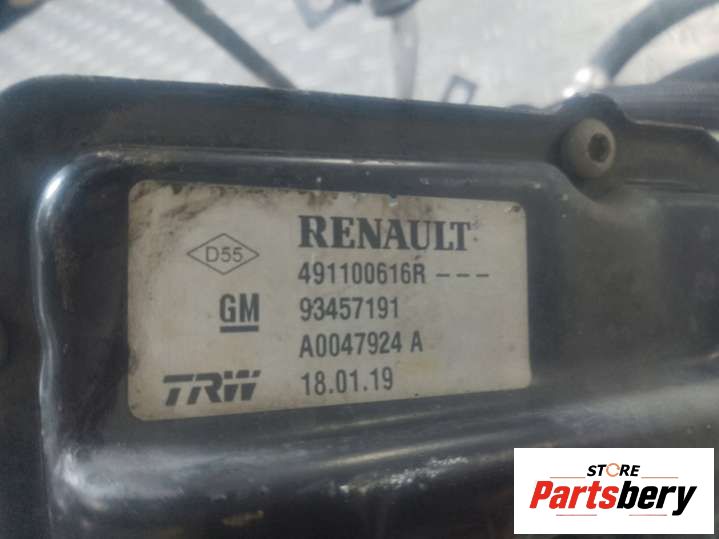 RENAULT
D55
491100616R ---
GM
93457191
A0047924 A
TRW
18.01.19
STORE
Partsbery